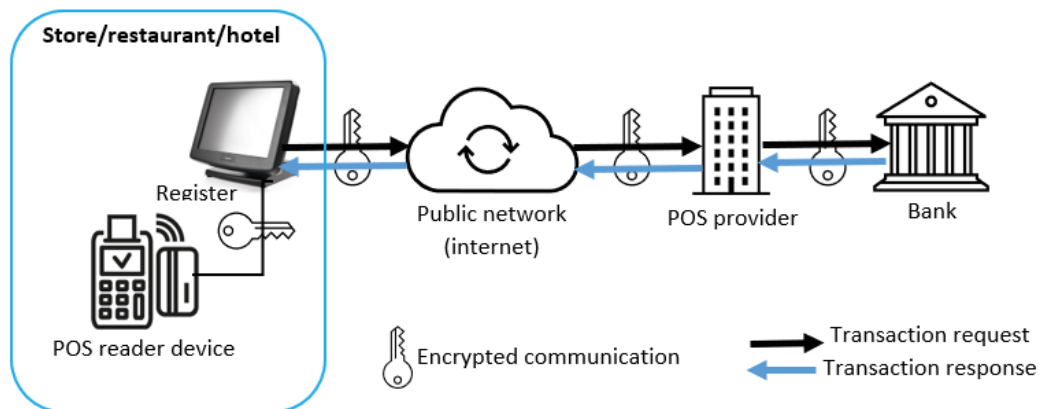 Store/restaurant/hotel
Register
POS reader device
Public network
(internet)
POS provider
Bank
Encrypted communication
Transaction request
Transaction response